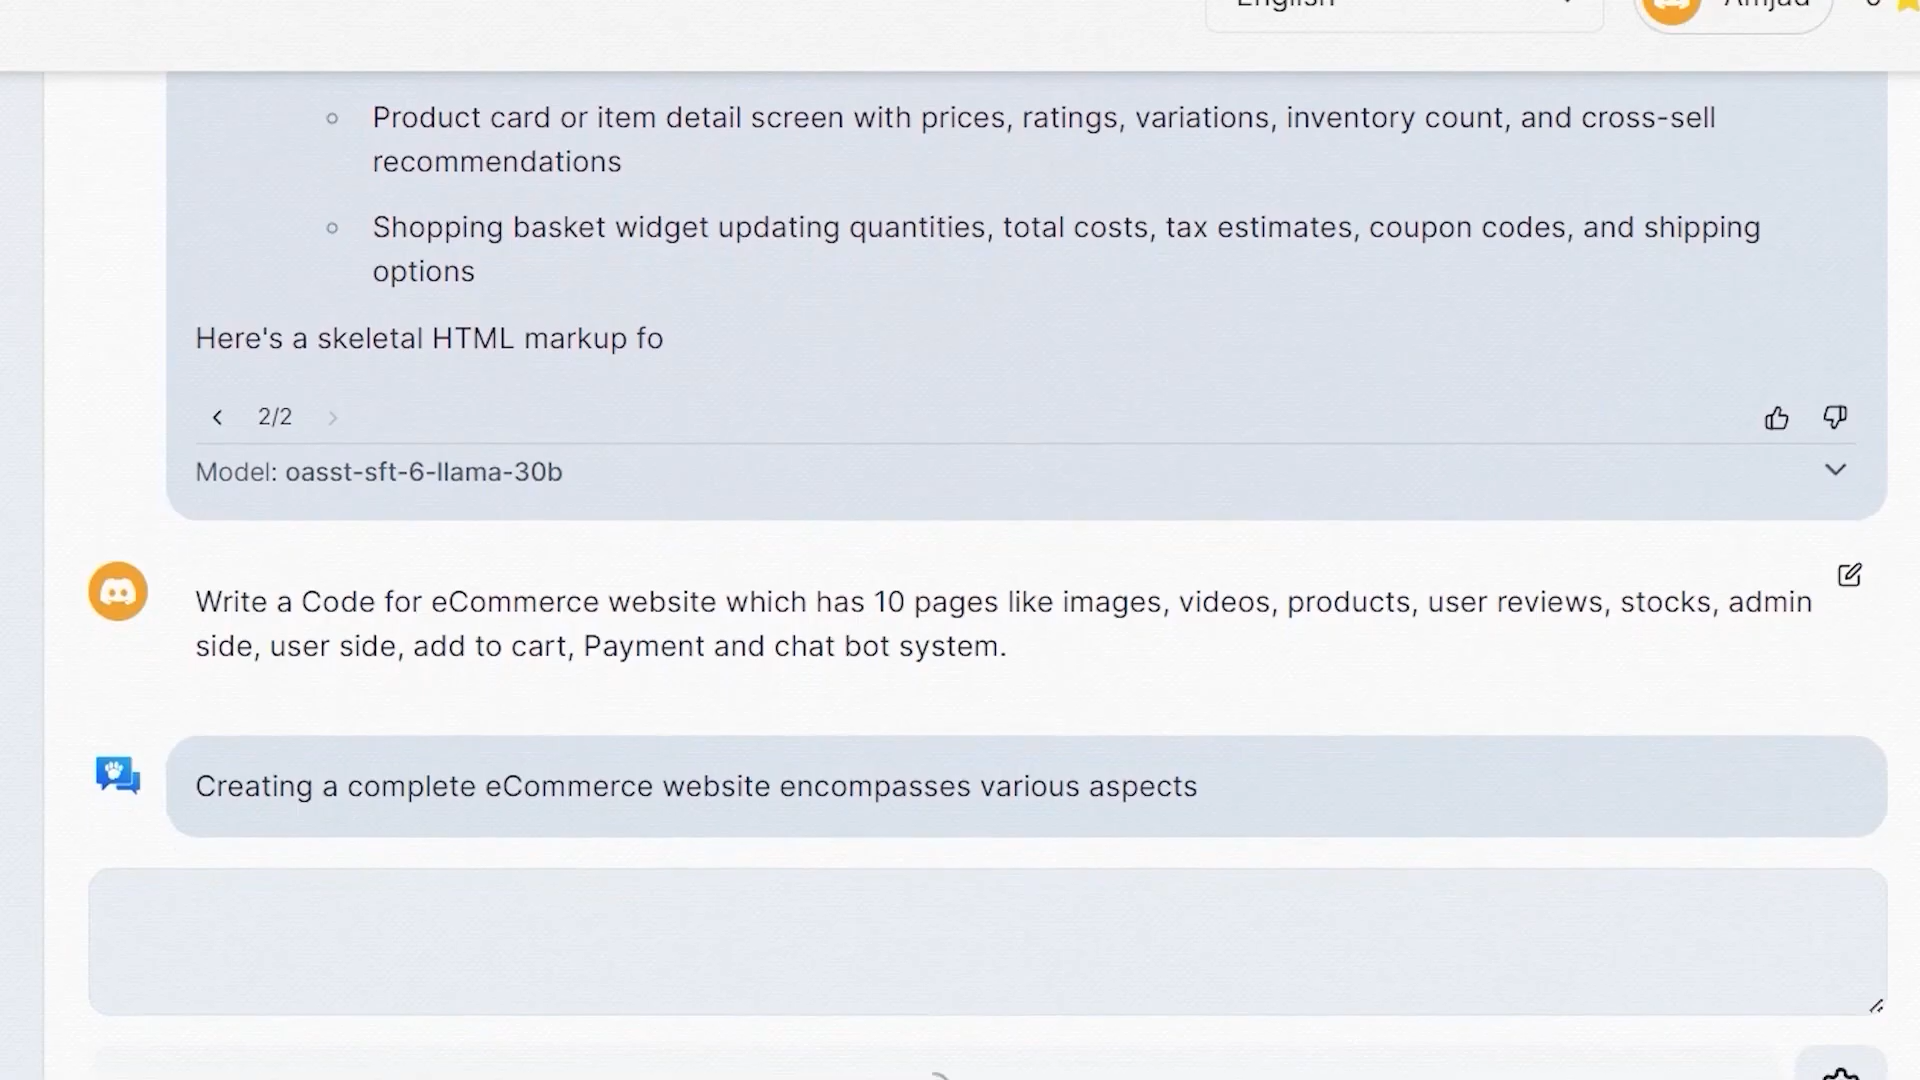 English
Amjad
Product card or item detail screen with prices, ratings, variations, inventory count, and cross-sell
recommendations
Shopping basket widget updating quantities, total costs, tax estimates, coupon codes, and shipping
options
Here's a skeletal HTML markup fo
2/2
Model: oasst-sft-6-llama-30b
Write a Code for eCommerce website which has 10 pages like images, videos, products, user reviews, stocks, admin
side, user side, add to cart, Payment and chat bot system.
Creating a complete eCommerce website encompasses various aspects